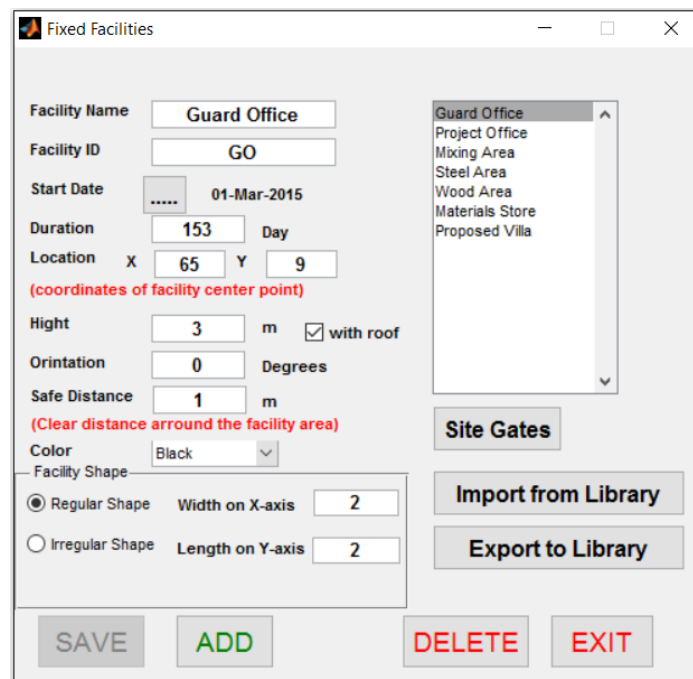 Fixed Facilities
Facility Name Guard Office
Facility ID GO
Start Date ..... 01-Mar-2015
Duration 153 Day
Location X 65 Y 9
(coordinates of facility center point)
Hight 3 m with roof
Orintation 0 Degrees
Safe Distance 1 m
(Clear distance arround the facility area)
Color Black
Facility Shape
Regular Shape Width on X-axis 2
Irregular Shape Length on Y-axis 2
Guard Office
Project Office
Mixing Area
Steel Area
Wood Area
Materials Store
Proposed Villa
Site Gates
Import from Library
Export to Library
SAVE ADD DELETE EXIT